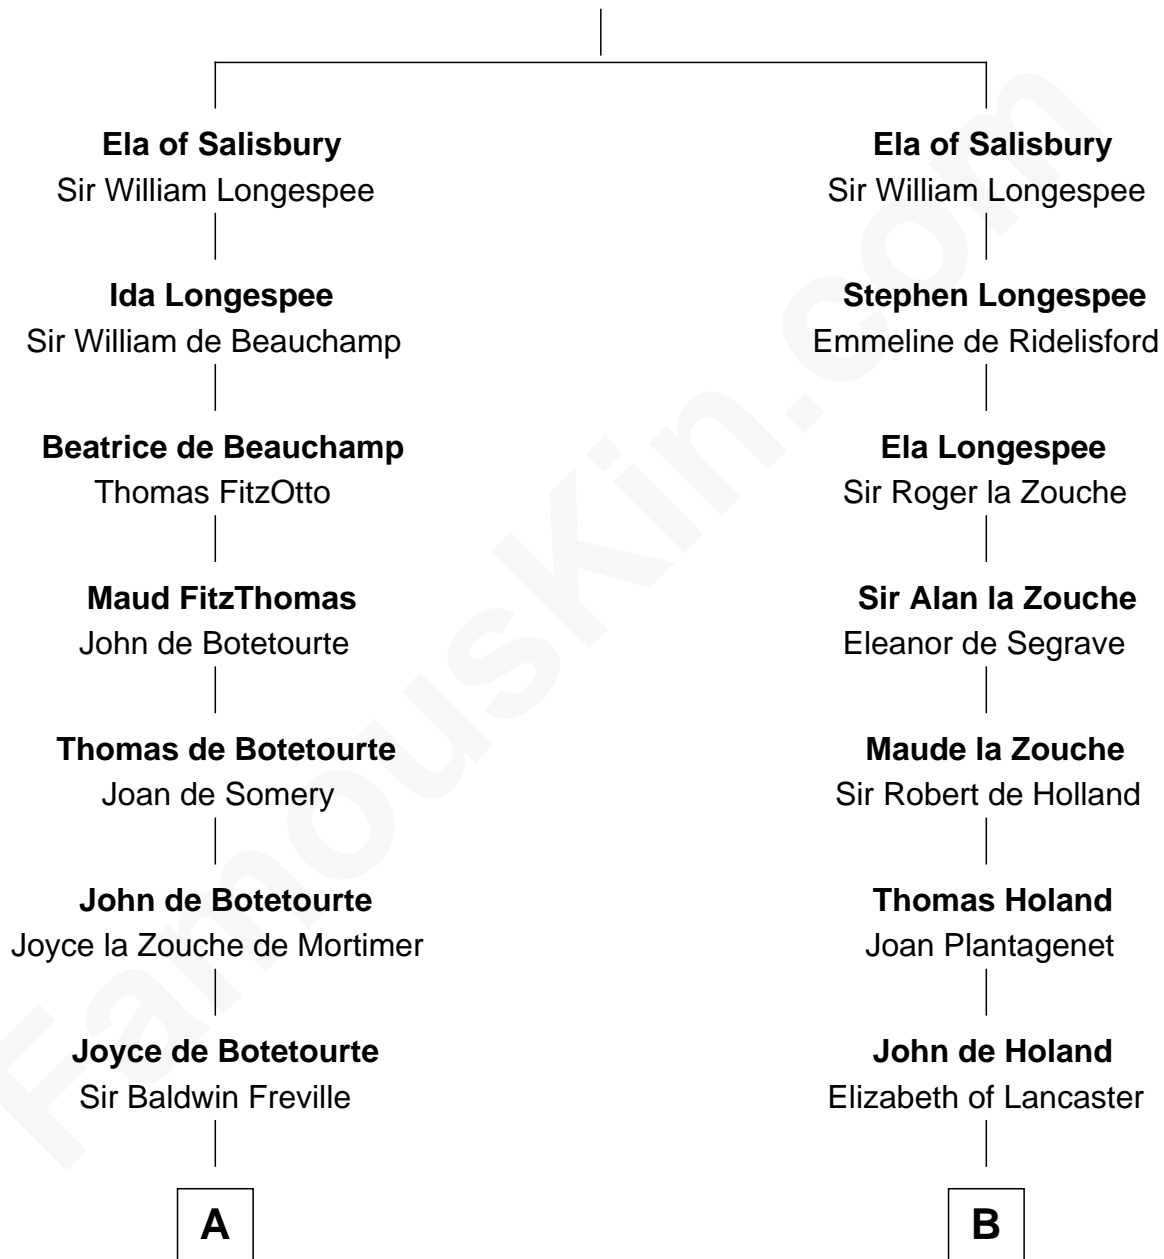 Ela of Salisbury
Sir William Longespee
Ida Longespee
Sir William de Beauchamp
Beatrice de Beauchamp
Thomas FitzOtto
Maud FitzThomas
John de Botetourte
Thomas de Botetourte
Joan de Somery
John de Botetourte
Joyce la Zouche de Mortimer
Joyce de Botetourte
Sir Baldwin Freville
A
Ela of Salisbury
Sir William Longespee
Stephen Longespee
Emmeline de Ridelisford
Ela Longespee
Sir Roger la Zouche
Sir Alan la Zouche
Eleanor de Segrave
Maude la Zouche
Sir Robert de Holland
Thomas Holand
Joan Plantagenet
John de Holand
Elizabeth of Lancaster
B
FamousKin.com